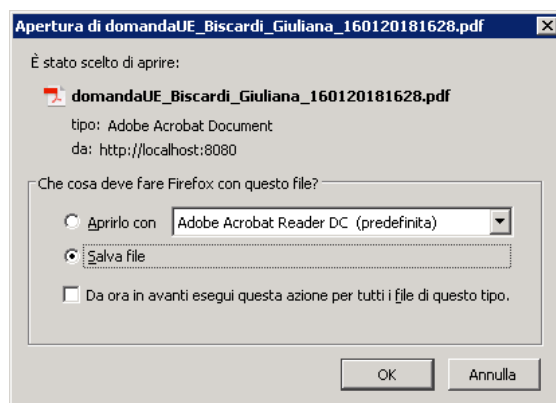 Apertura di domandaUE_Biscardi_Giuliana_160120181628.pdf
È stato scelto di aprire:
domandaUE_Biscardi_Giuliana_160120181628.pdf
tipo: Adobe Acrobat Document
da: http://localhost:8080
Che cosa deve fare Firefox con questo file?
Aprirlo con Adobe Acrobat Reader DC (predefinita)
Salva file
Da ora in avanti esegui questa azione per tutti i file di questo tipo.
OK Annulla